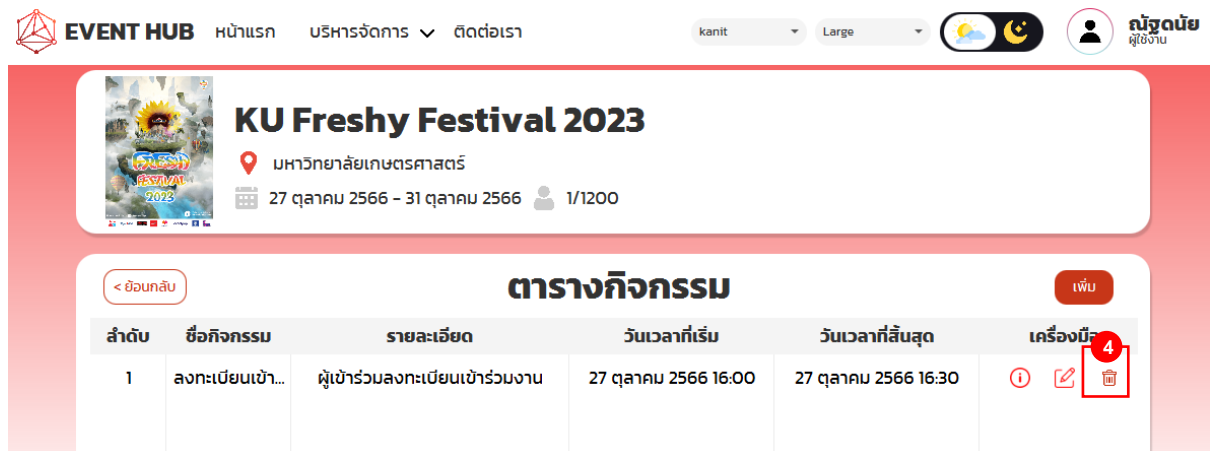 EVENT HUB หน้าแรก บริหารจัดการ ติดต่อเรา kanit Large ณัฐดนัย
ผู้ใช้งาน
FRESHY
FESTIVAL
2023
KU Freshy Festival 2023
มหาวิทยาลัยเกษตรศาสตร์
27 ตุลาคม 2566 - 31 ตุลาคม 2566 1/1200
< ย้อนกลับ ตารางกิจกรรม เพิ่ม
ลำดับ ชื่อกิจกรรม รายละเอียด วันเวลาที่เริ่ม วันเวลาที่สิ้นสุด เครื่องมือ
4
1 ลงทะเบียนเข้า... ผู้เข้าร่วมลงทะเบียนเข้าร่วมงาน 27 ตุลาคม 2566 16:00 27 ตุลาคม 2566 16:30